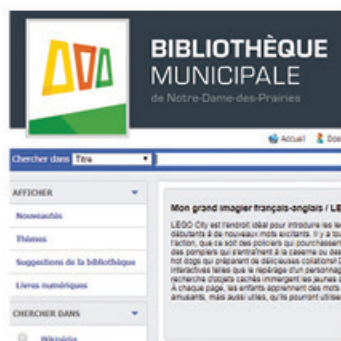 BIBLIOTHÈQUE
MUNICIPALE
de Notre-Dame-des-Prairies
Accueil
Chercher dans Titre
AFFICHER
Nouveautés
Thèmes
Suggestions de la bibliothèque
Livres numériques
CHERCHER DANS
Wikipédia
Mon grand imagier français-anglais / LE
LEGO City est l'endroit idéal pour introduire les le
débutants à de nouveaux mots excitants. Il y a tou
l'action, que ce soit des policiers qui pourchassent
des pompiers qui s'entraînent à la caserne ou des
hot dogs qui préparent de délicieuses collations! D
interactives telles que le repérage d'un personnag
recherche d'objets cachés immergent les jeunes d
À chaque page, les enfants apprennent des mots
amusants, mais aussi utiles, qu'ils pourront utiliser